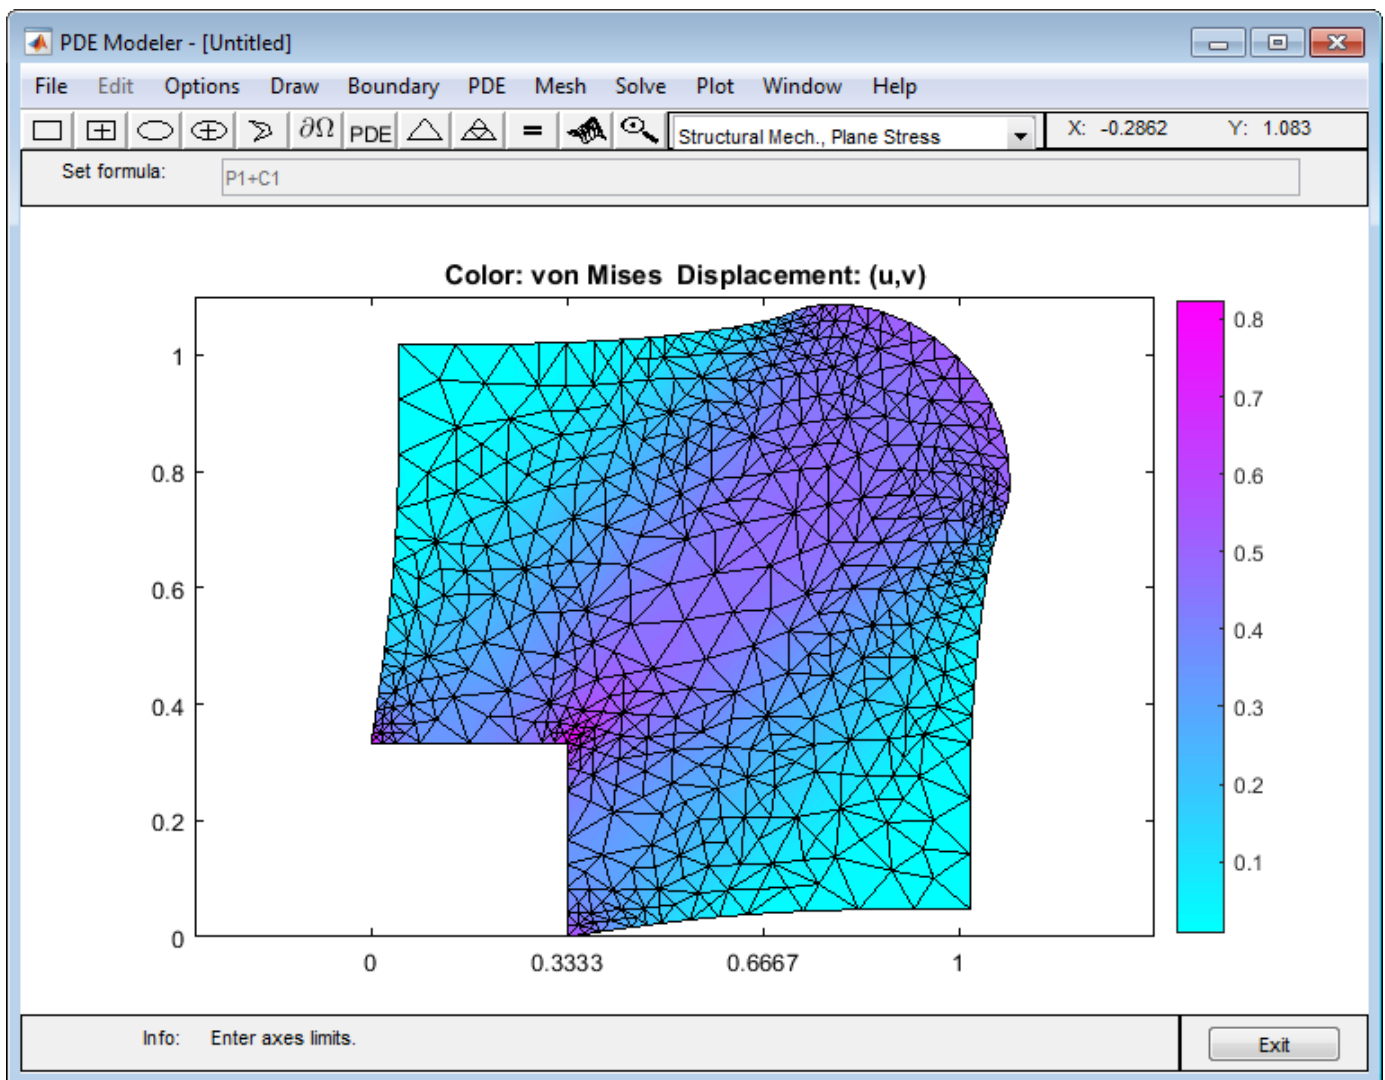 PDE Modeler - [Untitled]
File Edit Options Draw Boundary PDE Mesh Solve Plot Window Help
∂Ω PDE = Structural Mech., Plane Stress X: -0.2862 Y: 1.083
Set formula: P1+C1
Color: von Mises Displacement: (u,v)
1
0.8
0.6
0.4
0.2
0
0 0.3333 0.6667 1
0.8
0.7
0.6
0.5
0.4
0.3
0.2
0.1
Info: Enter axes limits.
Exit